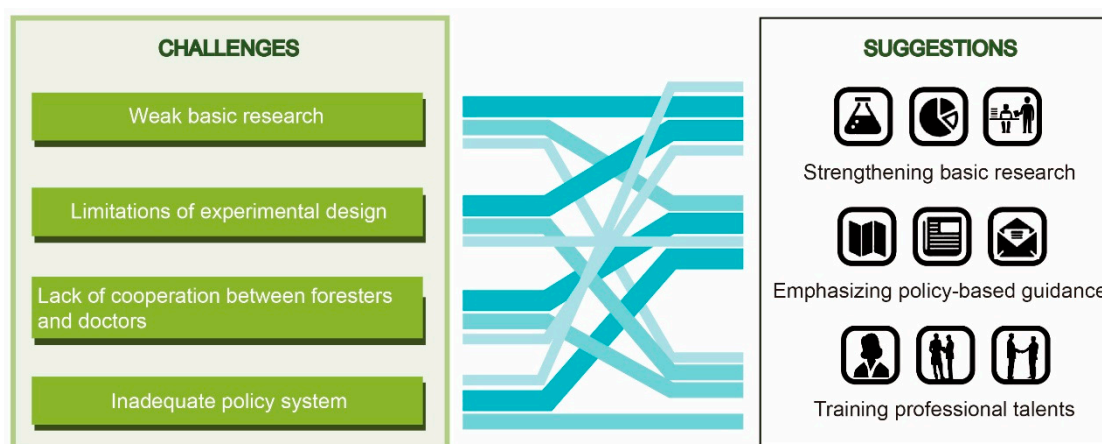 CHALLENGES
Weak basic research
Limitations of experimental design
Lack of cooperation between foresters
and doctors
Inadequate policy system
SUGGESTIONS
Strengthening basic research
Emphasizing policy-based guidance
Training professional talents